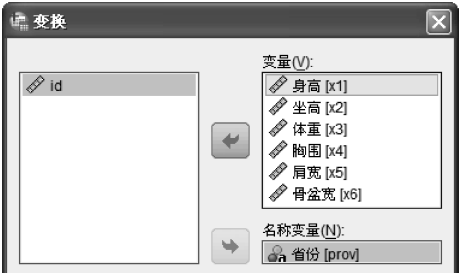 变换
id
变量(V):
身高 [x1]
坐高 [x2]
体重 [x3]
胸围 [x4]
肩宽 [x5]
骨盆宽 [x6]
名称变量(N):
省份 [prov]